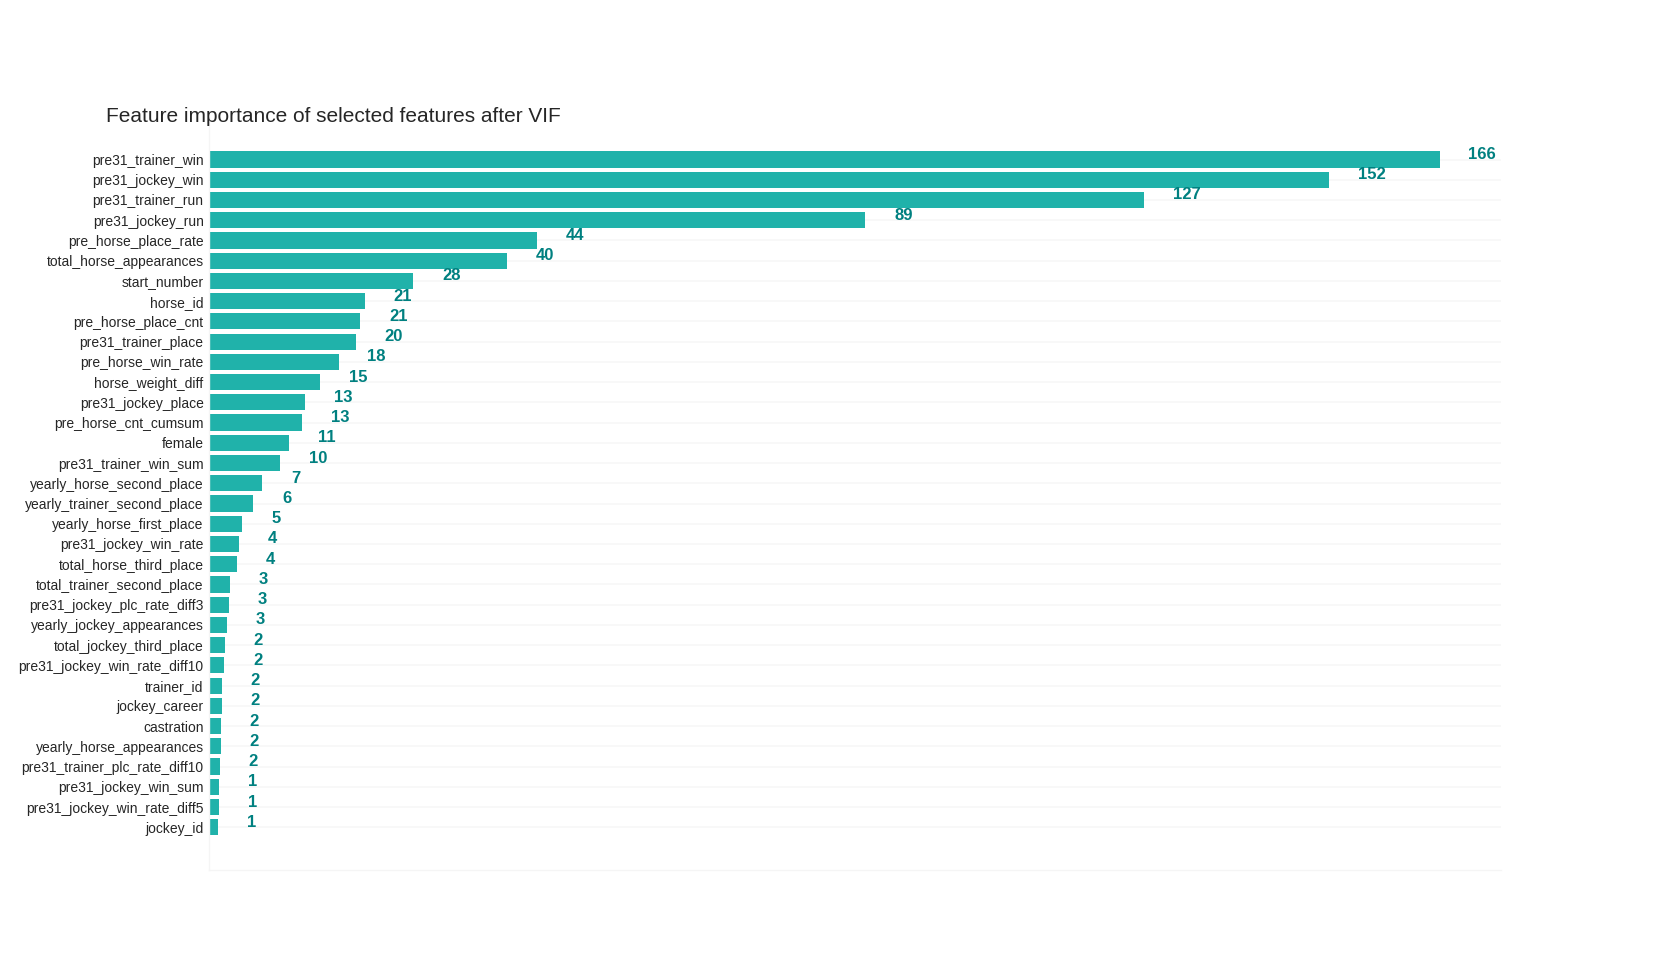 Feature importance of selected features after VIF
pre31_trainer_win 166
pre31_jockey_win 152
pre31_trainer_run 127
pre31_jockey_run 89
pre_horse_place_rate 44
total_horse_appearances 40
start_number 28
horse_id 21
pre_horse_place_cnt 21
pre31_trainer_place 20
pre_horse_win_rate 18
horse_weight_diff 15
pre31_jockey_place 13
pre_horse_cnt_cumsum 13
female 11
pre31_trainer_win_sum 10
yearly_horse_second_place 7
yearly_trainer_second_place 6
yearly_horse_first_place 5
pre31_jockey_win_rate 4
total_horse_third_place 4
total_trainer_second_place 3
pre31_jockey_plc_rate_diff3 3
yearly_jockey_appearances 3
total_jockey_third_place 2
pre31_jockey_win_rate_diff10 2
trainer_id 2
jockey_career 2
castration 2
yearly_horse_appearances 2
pre31_trainer_plc_rate_diff10 2
pre31_jockey_win_sum 1
pre31_jockey_win_rate_diff5 1
jockey_id 1